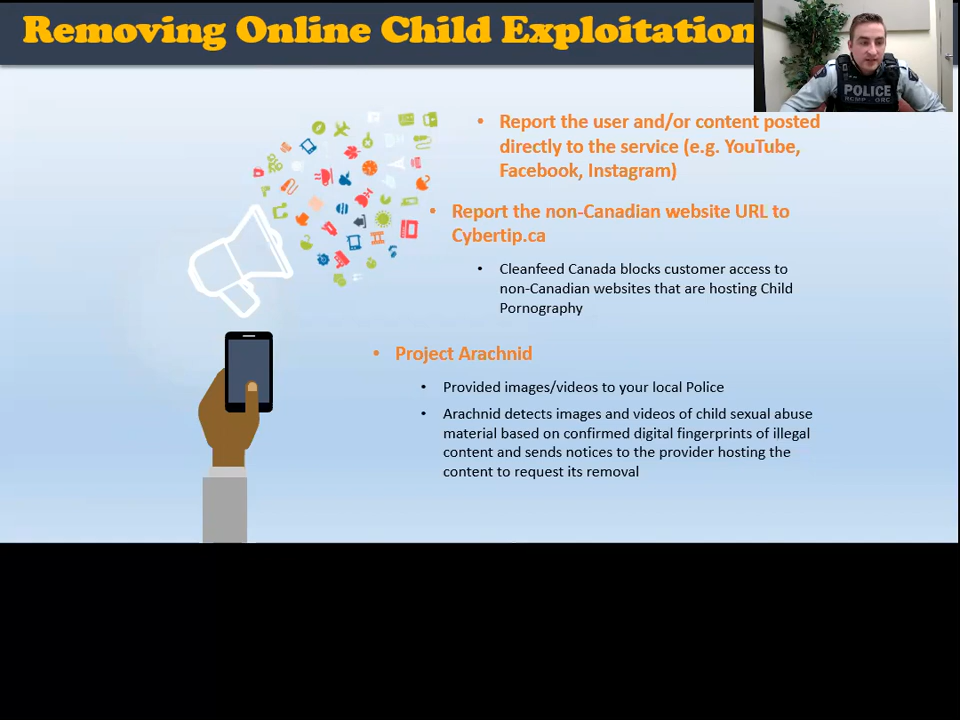 Removing Online Child Exploitation
POLICE
RCMP GRC
• Report the user and/or content posted
directly to the service (e.g. YouTube,
Facebook, Instagram)
• Report the non-Canadian website URL to
Cybertip.ca
• Cleanfeed Canada blocks customer access to
non-Canadian websites that are hosting Child
Pornography
• Project Arachnid
• Provided images/videos to your local Police
• Arachnid detects images and videos of child sexual abuse
material based on confirmed digital fingerprints of illegal
content and sends notices to the provider hosting the
content to request its removal